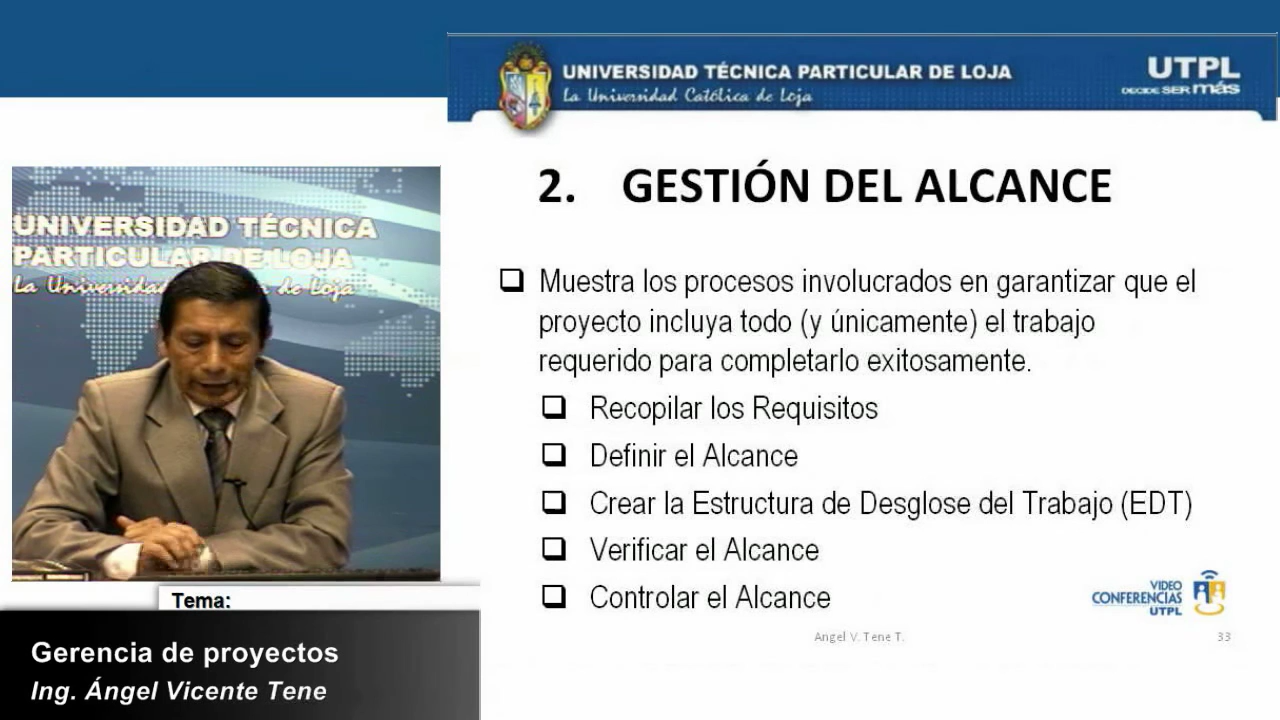 UNIVERSIDAD TÉCNICA PARTICULAR DE LOJA
La Universidad Católica de Loja
UTPL
DECIDE SER más
2. GESTIÓN DEL ALCANCE
UNIVERSIDAD TÉCNICA
PARTICULAR DE LOJA
La Universidad de Loja
Muestra los procesos involucrados en garantizar que el
proyecto incluya todo (y únicamente) el trabajo
requerido para completarlo exitosamente.
Recopilar los Requisitos
Definir el Alcance
Crear la Estructura de Desglose del Trabajo (EDT)
Verificar el Alcance
Controlar el Alcance
VIDEO
CONFERENCIAS
UTPL
Angel V. Tene T.
33
Tema:
Gerencia de proyectos
Ing. Ángel Vicente Tene